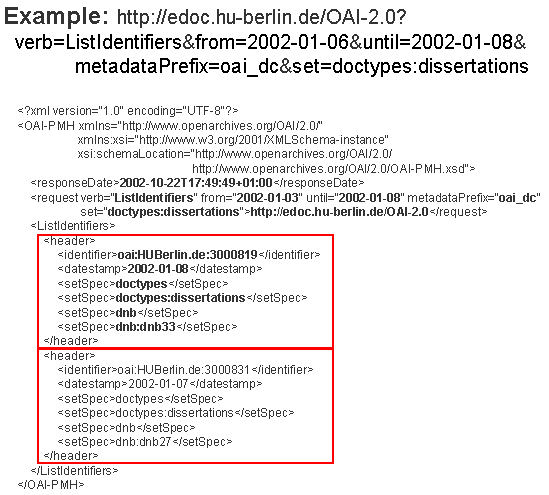 Example: http://edoc.hu-berlin.de/OAI-2.0?
verb=ListIdentifiers&from=2002-01-06&until=2002-01-08&
metadataPrefix=oai_dc&set=doctypes:dissertations
<?xml version="1.0" encoding="UTF-8"?>
<OAI-PMH xmlns="http://www.openarchives.org/OAI/2.0/"
xmlns:xsi="http://www.w3.org/2001/XMLSchema-instance"
xsi:schemaLocation="http://www.openarchives.org/OAI/2.0/
http://www.openarchives.org/OAI/2.0/OAI-PMH.xsd">
<responseDate>2002-10-22T17:49:49+01:00</responseDate>
<request verb="ListIdentifiers" from="2002-01-03" until="2002-01-08" metadataPrefix="oai_dc"
set="doctypes:dissertations">http://edoc.hu-berlin.de/OAI-2.0</request>
<ListIdentifiers>
<header>
<identifier>oai:HUBerlin.de:3000819</identifier>
<datestamp>2002-01-08</datestamp>
<setSpec>doctypes</setSpec>
<setSpec>doctypes:dissertations</setSpec>
<setSpec>dnb</setSpec>
<setSpec>dnb:dnb33</setSpec>
</header>
<header>
<identifier>oai:HUBerlin.de:3000831</identifier>
<datestamp>2002-01-07</datestamp>
<setSpec>doctypes</setSpec>
<setSpec>doctypes:dissertations</setSpec>
<setSpec>dnb</setSpec>
<setSpec>dnb:dnb27</setSpec>
</header>
</ListIdentifiers>
</OAI-PMH>